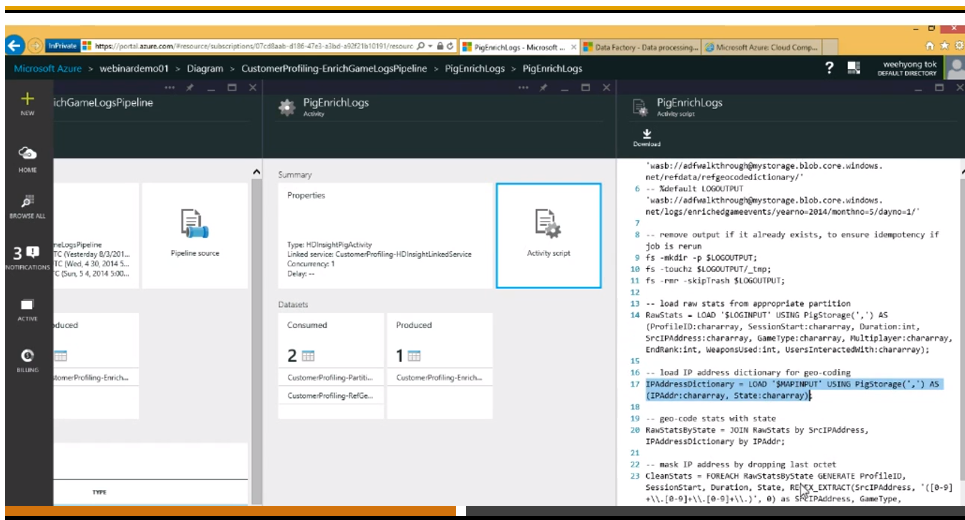 InPrivate
https://portal.azure.com/#resource/subscriptions/07cd8aab-d186-47e3-a3bd-a92f21b10191/resourc
PigEnrichLogs - Microsoft ...
Data Factory - Data processing...
Microsoft Azure: Cloud Comp...
Microsoft Azure > webinardemo01 > Diagram > CustomerProfiling-EnrichGameLogsPipeline > PigEnrichLogs > PigEnrichLogs
?
weehyong tok
DEFAULT DIRECTORY
NEW
HOME
BROWSE ALL
3
NOTIFICATIONS
ACTIVE
BILLING
ichGameLogsPipeline
meLogsPipeline
TC (Yesterday 8/3/201...
TC (Wed, 4 30, 2014 5...
C (Sun, 5 4, 2014 5:00...
Pipeline source
duced
tomerProfiling-Enrich...
TYPE
PigEnrichLogs
Activity
Summary
Properties
Type: HDInsightPigActivity
Linked service: CustomerProfiling-HDInsightLinkedService
Concurrency: 1
Delay: --
Activity script
Datasets
Consumed
2
CustomerProfiling-Partiti...
CustomerProfiling-RefGe...
Produced
1
CustomerProfiling-Enrich...
PigEnrichLogs
Activity script
Download
'wasb://adfwalkthrough@mystorage.blob.core.windows.
net/refdata/refgeocodedictionary/'
6 -- %default LOGOUTPUT
'wasb://adfwalkthrough@mystorage.blob.core.windows.
net/logs/enrichedgameevents/yearno=2014/monthno=5/dayno=1/'
7
8 -- remove output if it already exists, to ensure idempotency if
job is rerun
9 fs -mkdir -p $LOGOUTPUT;
10 fs -touchz $LOGOUTPUT/_tmp;
11 fs -rmr -skipTrash $LOGOUTPUT;
12
13 -- load raw stats from appropriate partition
14 RawStats = LOAD '$LOGINPUT' USING PigStorage(',') AS
(ProfileID:chararray, SessionStart:chararray, Duration:int,
SrcIPAddress:chararray, GameType:chararray, Multiplayer:chararray,
EndRank:int, WeaponsUsed:int, UsersInteractedWith:chararray);
15
16 -- load IP address dictionary for geo-coding
17 IPAddressDictionary = LOAD '$MAPINPUT' USING PigStorage(',') AS
(IPAddr:chararray, State:chararray);
18
19 -- geo-code stats with state
20 RawStatsByState = JOIN RawStats by SrcIPAddress,
IPAddressDictionary by IPAddr;
21
22 -- mask IP address by dropping last octet
23 CleanStats = FOREACH RawStatsByState GENERATE ProfileID,
SessionStart, Duration, State, REGEX_EXTRACT(SrcIPAddress, '([0-9]
+\\.[0-9]+\\.[0-9]+\\.)', 0) as SrcIPAddress, GameType,